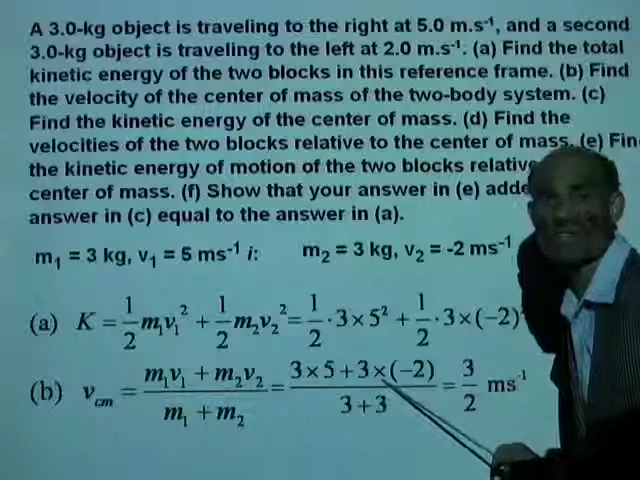 A 3.0-kg object is traveling to the right at 5.0 m.s⁻¹, and a second
3.0-kg object is traveling to the left at 2.0 m.s⁻¹. (a) Find the total
kinetic energy of the two blocks in this reference frame. (b) Find
the velocity of the center of mass of the two-body system. (c)
Find the kinetic energy of the center of mass. (d) Find the
velocities of the two blocks relative to the center of mass. (e) Fin
the kinetic energy of motion of the two blocks relative
center of mass. (f) Show that your answer in (e) adde
answer in (c) equal to the answer in (a).
m₁ = 3 kg, v₁ = 5 ms⁻¹ i: m₂ = 3 kg, v₂ = -2 ms⁻¹
(a) K = 1/2 m₁v₁² + 1/2 m₂v₂² = 1/2 · 3×5² + 1/2 · 3×(−2)
(b) v_cm = (m₁v₁ + m₂v₂)/(m₁ + m₂) = (3×5+3×(−2))/(3+3) = 3/2 ms⁻¹